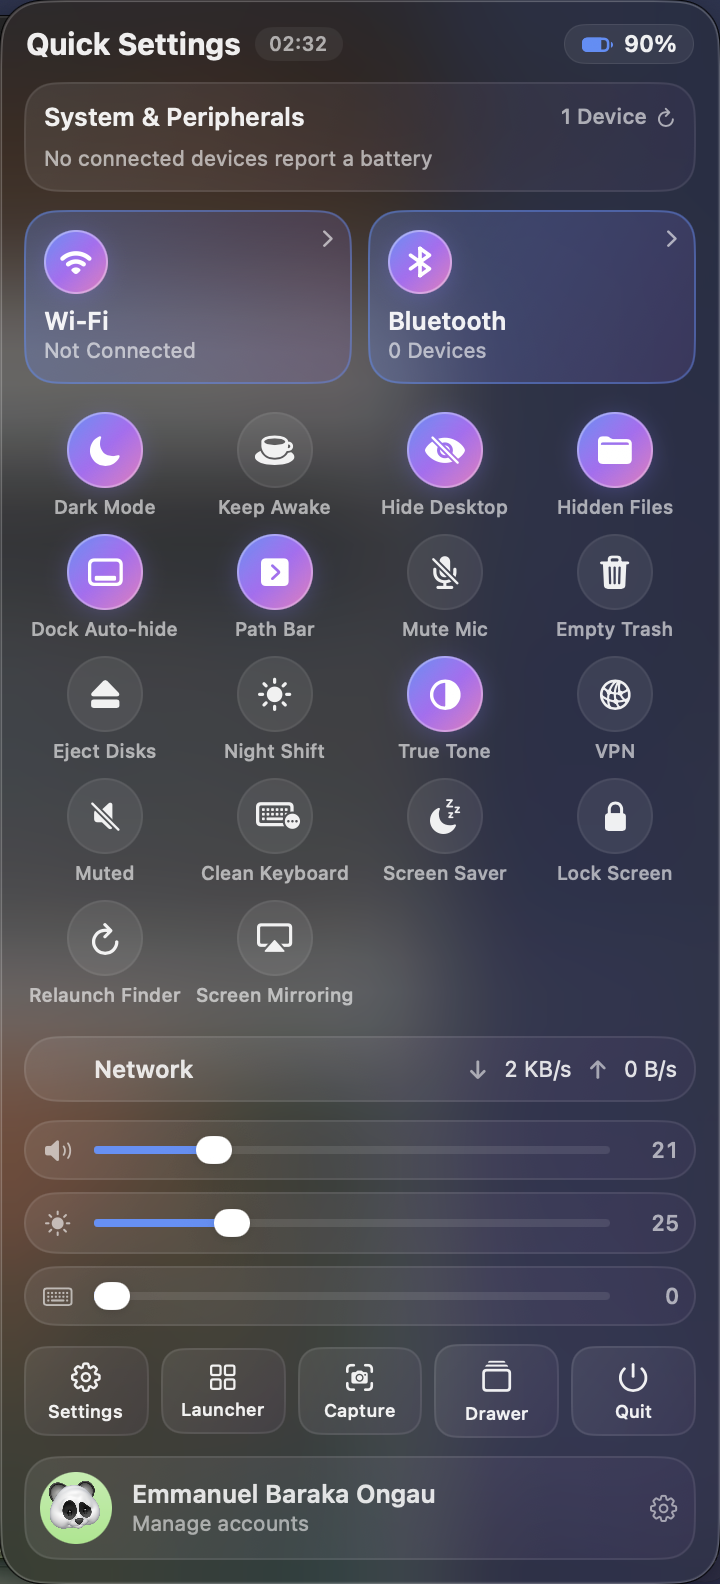 Quick Settings 02:32 90%
System & Peripherals 1 Device
No connected devices report a battery
Wi-Fi
Not Connected
Bluetooth
0 Devices
Dark Mode Keep Awake Hide Desktop Hidden Files
Dock Auto-hide Path Bar Mute Mic Empty Trash
Eject Disks Night Shift True Tone VPN
Muted Clean Keyboard Screen Saver Lock Screen
Relaunch Finder Screen Mirroring
Network ↓ 2 KB/s ↑ 0 B/s
21
25
0
Settings Launcher Capture Drawer Quit
Emmanuel Baraka Ongau
Manage accounts